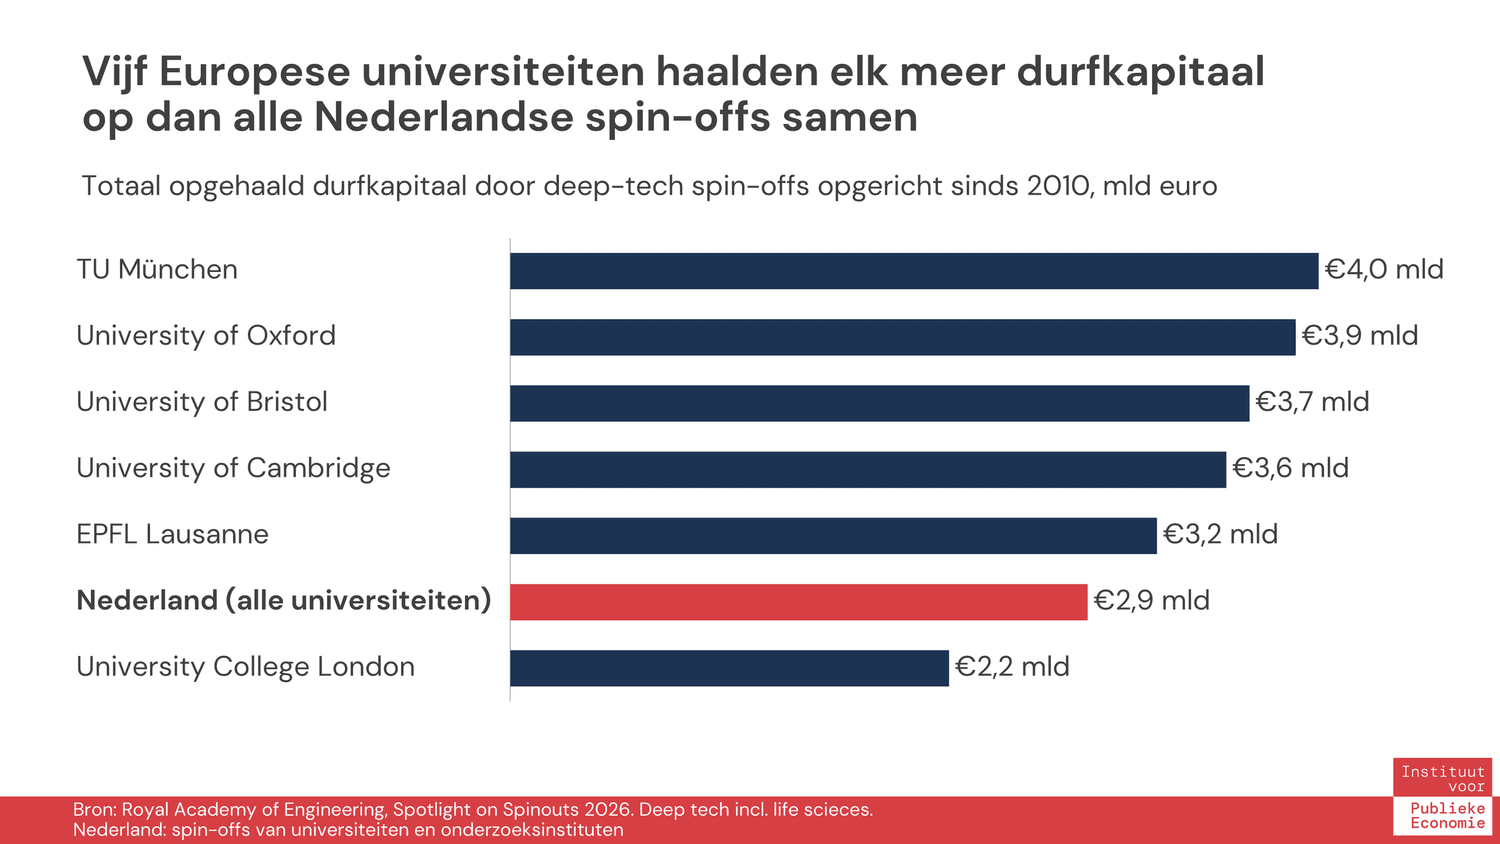 Vijf Europese universiteiten haalden elk meer durfkapitaal
op dan alle Nederlandse spin-offs samen
Totaal opgehaald durfkapitaal door deep-tech spin-offs opgericht sinds 2010, mld euro
TU München €4,0 mld
University of Oxford €3,9 mld
University of Bristol €3,7 mld
University of Cambridge €3,6 mld
EPFL Lausanne €3,2 mld
Nederland (alle universiteiten) €2,9 mld
University College London €2,2 mld
Bron: Royal Academy of Engineering, Spotlight on Spinouts 2026. Deep tech incl. life scieces.
Nederland: spin-offs van universiteiten en onderzoeksinstituten
Instituut
voor
Publieke
Economie